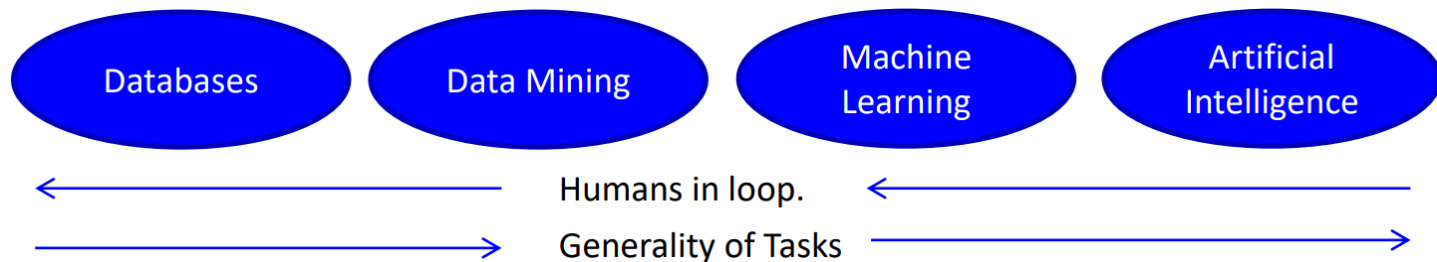 Databases
Data Mining
Machine
Learning
Artificial
Intelligence
Humans in loop.
Generality of Tasks